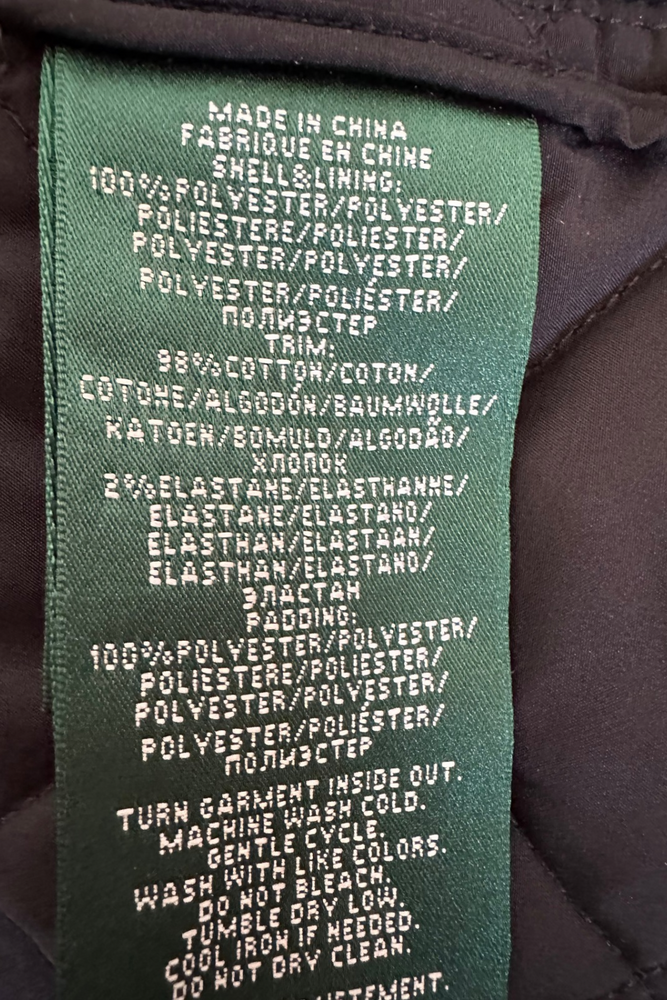 MADE IN CHINA
FABRIQUE EN CHINE
SHELL&LINING:
100%POLYESTER/POLYESTER/
POLIESTERE/POLIÉSTER/
POLYESTER/POLYESTER/
POLYESTER/POLIÉSTER/
ПОЛИЭСТЕР
TRIM:
98%COTTON/COTON/
COTONE/ALGODÓN/BAUMWOLLE/
KATOEN/BOMULD/ALGODÃO/
ХЛОПОК
2%ELASTANE/ELASTHANNE/
ELASTANE/ELASTANO/
ELASTHAN/ELASTAAN/
ELASTHAN/ELASTANO/
ЭЛАСТАН
PADDING:
100%POLYESTER/POLYESTER/
POLIESTERE/POLIÉSTER/
POLYESTER/POLYESTER/
POLYESTER/POLIÉSTER/
ПОЛИЭСТЕР
TURN GARMENT INSIDE OUT.
MACHINE WASH COLD.
GENTLE CYCLE.
WASH WITH LIKE COLORS.
DO NOT BLEACH.
TUMBLE DRY LOW.
COOL IRON IF NEEDED.
DO NOT DRY CLEAN.